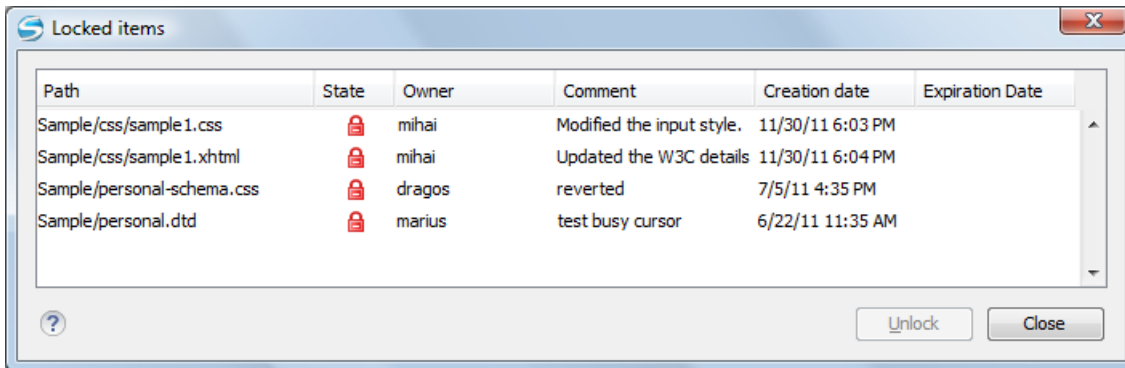 Locked items
Path State Owner Comment Creation date Expiration Date
Sample/css/sample1.css mihai Modified the input style. 11/30/11 6:03 PM
Sample/css/sample1.xhtml mihai Updated the W3C details 11/30/11 6:04 PM
Sample/personal-schema.css dragos reverted 7/5/11 4:35 PM
Sample/personal.dtd marius test busy cursor 6/22/11 11:35 AM
? Unlock Close